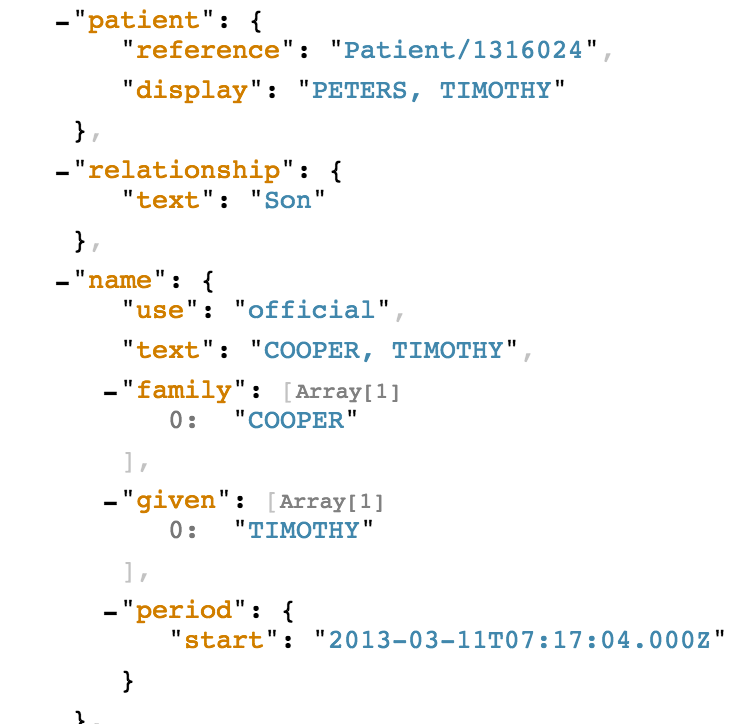 -"patient": {
"reference": "Patient/1316024",
"display": "PETERS, TIMOTHY"
},
-"relationship": {
"text": "Son"
},
-"name": {
"use": "official",
"text": "COOPER, TIMOTHY",
-"family": [Array[1]
0: "COOPER"
],
-"given": [Array[1]
0: "TIMOTHY"
],
-"period": {
"start": "2013-03-11T07:17:04.000Z"
}
},